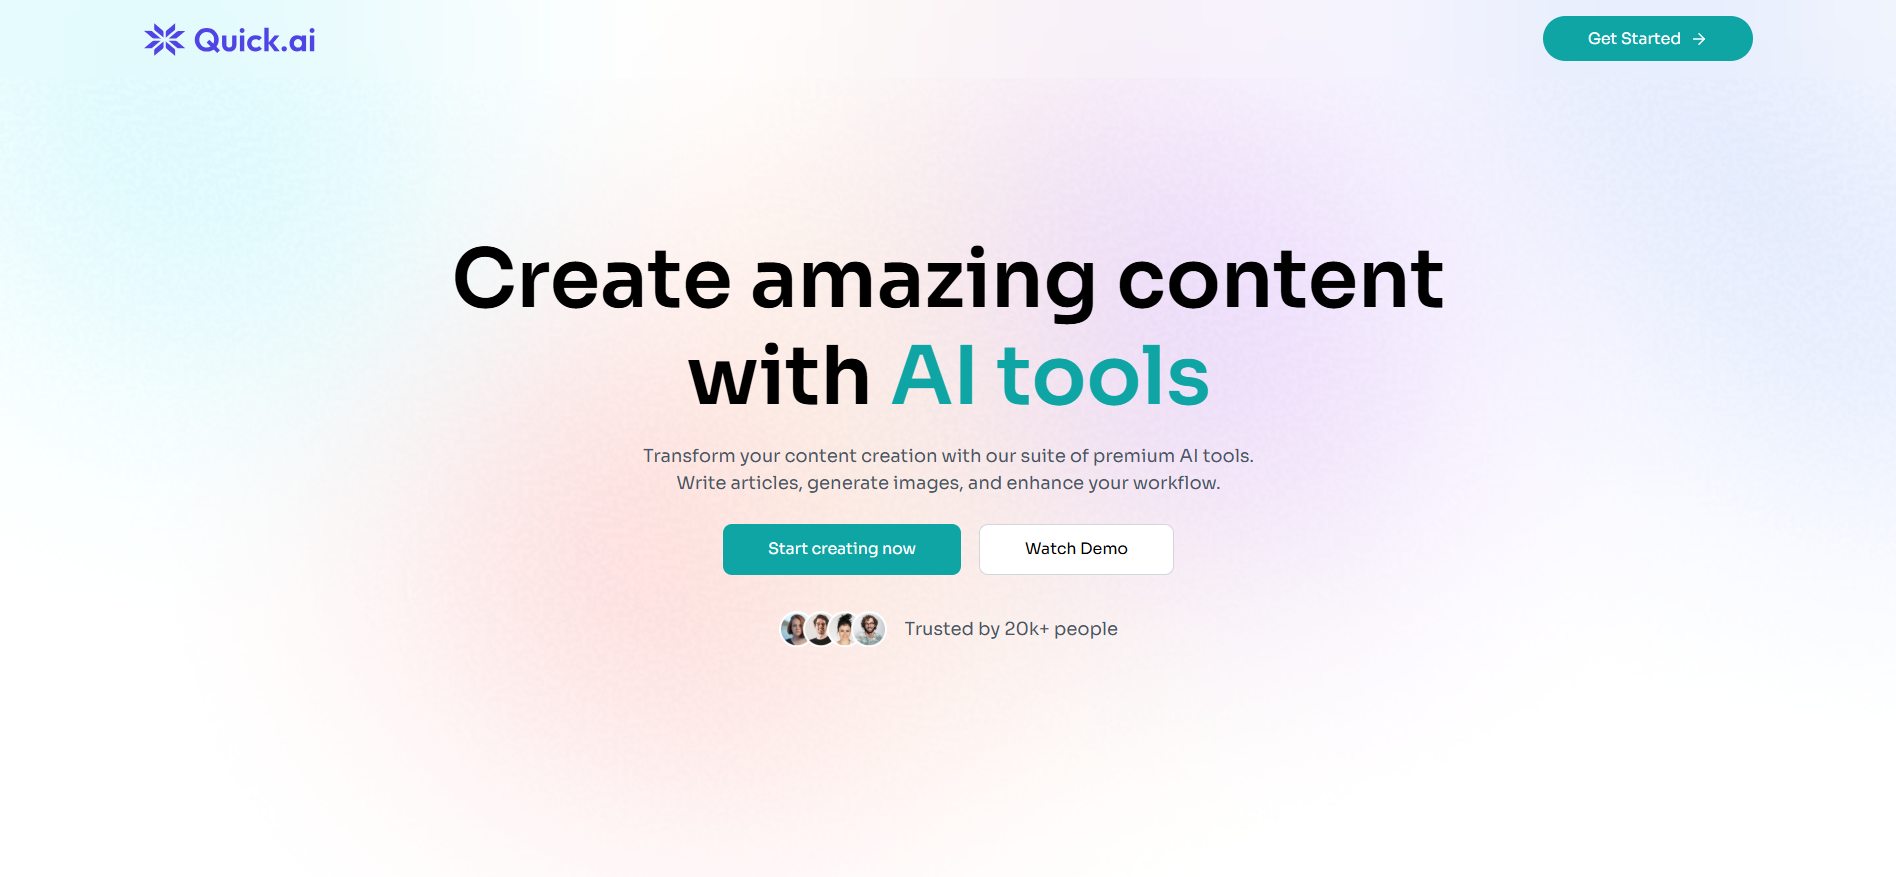 Quick.ai
Get Started
Create amazing content
with AI tools
Transform your content creation with our suite of premium AI tools.
Write articles, generate images, and enhance your workflow.
Start creating now
Watch Demo
Trusted by 20k+ people